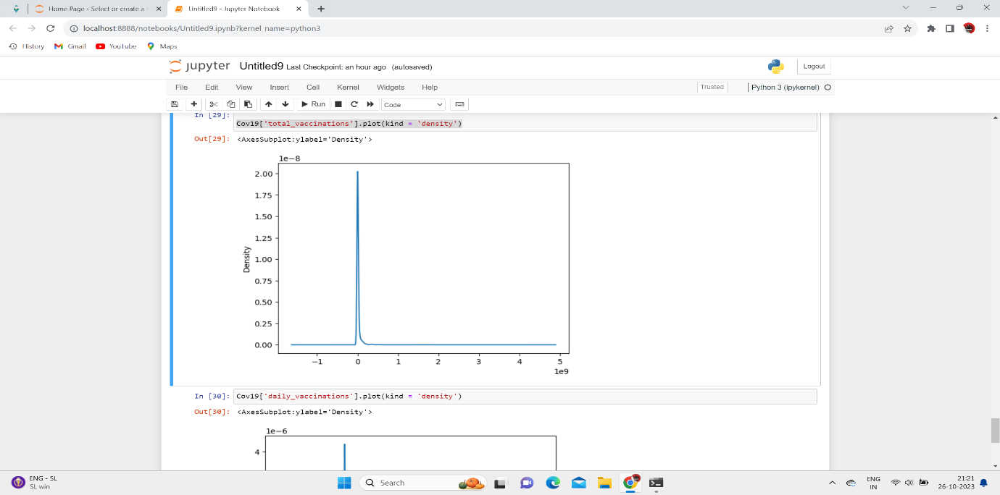 Home Page - Select or create a
Untitled9 - Jupyter Notebook
localhost:8888/notebooks/Untitled9.ipynb?kernel_name=python3
History Gmail YouTube Maps
jupyter Untitled9 Last Checkpoint: an hour ago (autosaved) Logout
File Edit View Insert Cell Kernel Widgets Help Trusted Python 3 (ipykernel)
Run Code
In [29]: Cov19['total_vaccinations'].plot(kind = 'density')
Out[29]: <AxesSubplot:ylabel='Density'>
1e−8
2.00
1.75
1.50
1.25
1.00
0.75
0.50
0.25
0.00
Density
−1 0 1 2 3 4 5
1e9
In [30]: Cov19['daily_vaccinations'].plot(kind = 'density')
Out[30]: <AxesSubplot:ylabel='Density'>
1e−6
4
ENG - SL
SL win
Search
ENG
IN
21:21
26-10-2023